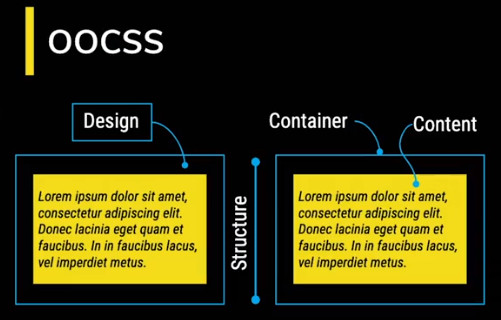 OOCSS
Design
Container
Content
Lorem ipsum dolor sit amet,
consectetur adipiscing elit.
Donec lacinia eget quam et
faucibus. In in faucibus lacus,
vel imperdiet metus.
Structure
Lorem ipsum dolor sit amet,
consectetur adipiscing elit.
Donec lacinia eget quam et
faucibus. In in faucibus lacus,
vel imperdiet metus.